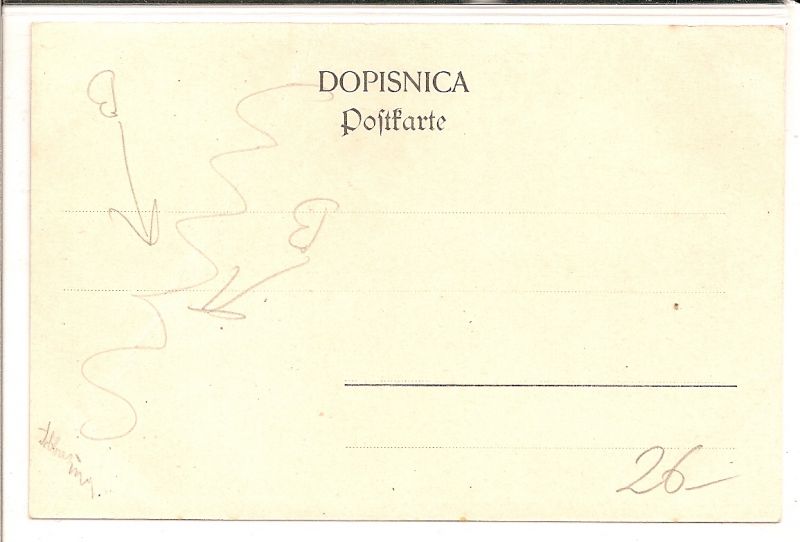 DOPISNICA
Poſtkarte
B
B
26-